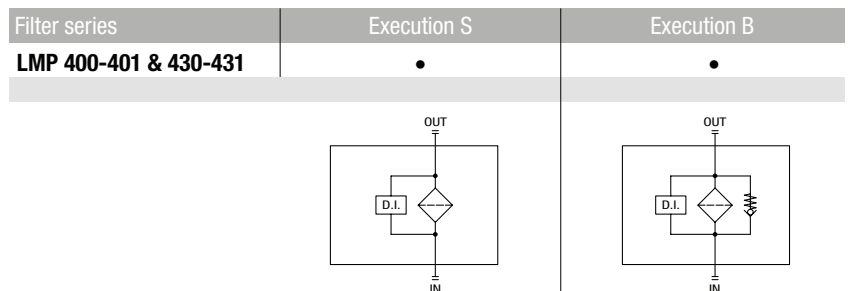 Filter series Execution S Execution B
LMP 400-401 & 430-431 • •
OUT OUT
D.I. D.I.
IN IN